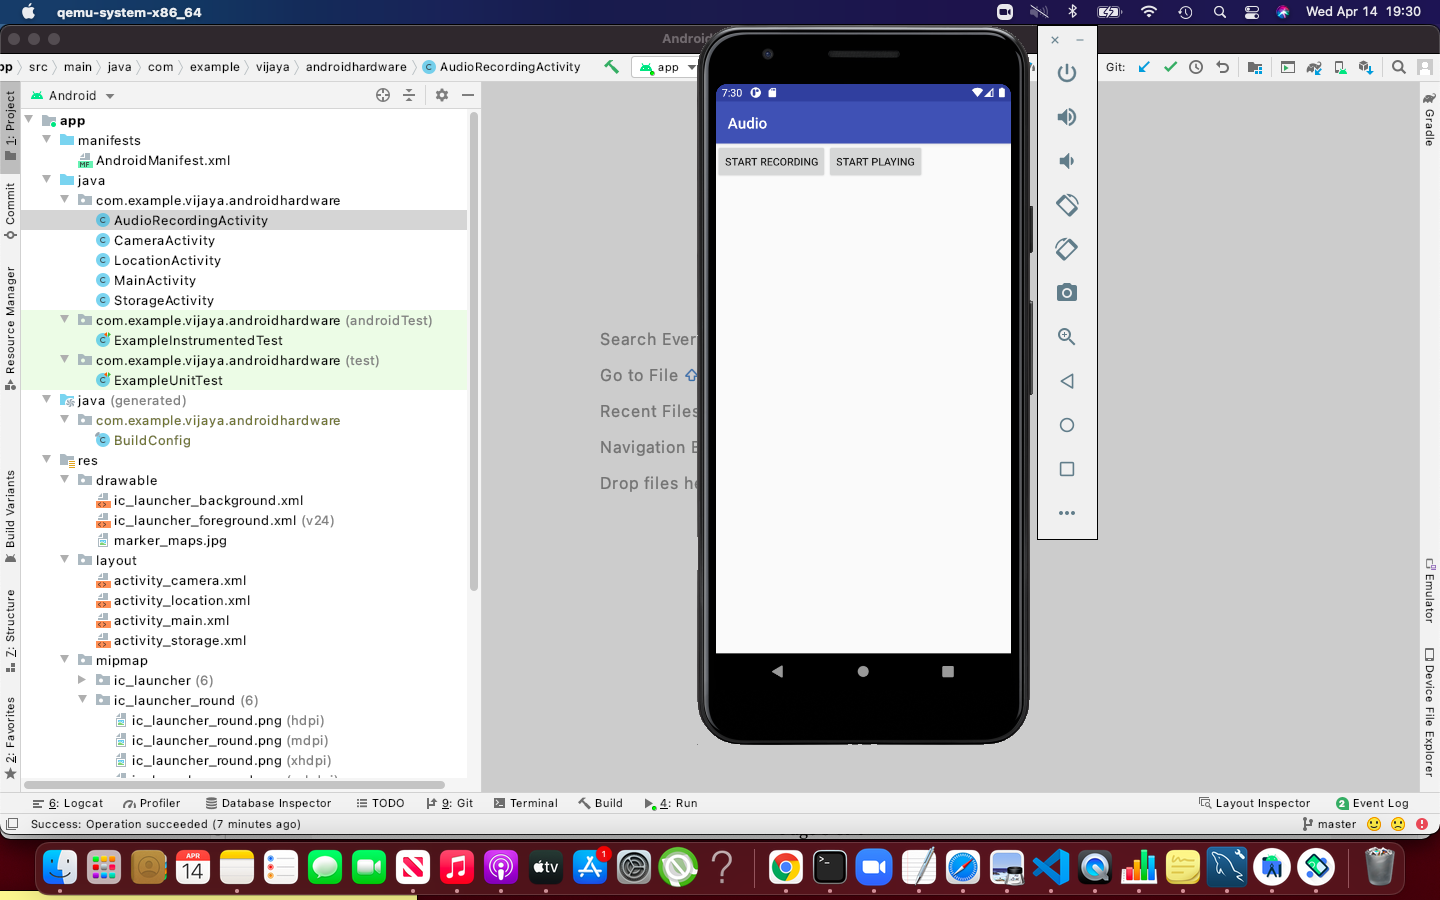 qemu-system-x86_64
Wed Apr 14 19:30
Android
pp src main java com example vijaya androidhardware AudioRecordingActivity
app
Git:
Android
1: Project
Commit
Resource Manager
Build Variants
7: Structure
2: Favorites
app
manifests
AndroidManifest.xml
java
com.example.vijaya.androidhardware
AudioRecordingActivity
CameraActivity
LocationActivity
MainActivity
StorageActivity
com.example.vijaya.androidhardware (androidTest)
ExampleInstrumentedTest
com.example.vijaya.androidhardware (test)
ExampleUnitTest
java (generated)
com.example.vijaya.androidhardware
BuildConfig
res
drawable
ic_launcher_background.xml
ic_launcher_foreground.xml (v24)
marker_maps.jpg
layout
activity_camera.xml
activity_location.xml
activity_main.xml
activity_storage.xml
mipmap
ic_launcher (6)
ic_launcher_round (6)
ic_launcher_round.png (hdpi)
ic_launcher_round.png (mdpi)
ic_launcher_round.png (xhdpi)
Search Ever
Go to File
Recent Files
Navigation B
Drop files he
7:30
Audio
START RECORDING
START PLAYING
Gradle
Emulator
Device File Explorer
6: Logcat
Profiler
Database Inspector
TODO
9: Git
Terminal
Build
4: Run
Layout Inspector
2 Event Log
Success: Operation succeeded (7 minutes ago)
master
APR
14
1
tv